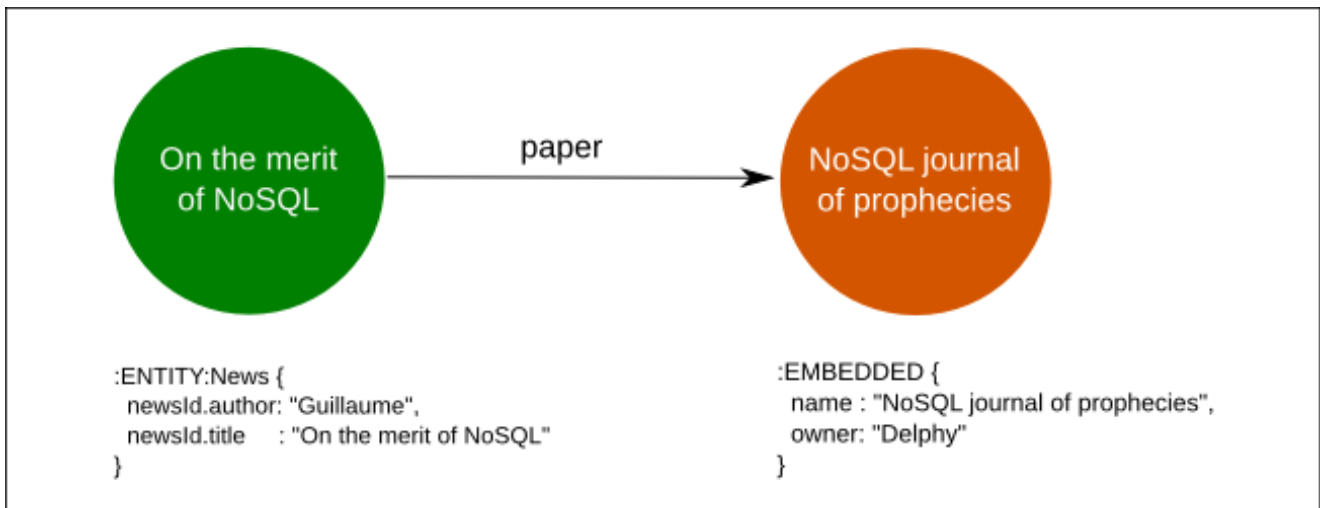 On the merit
of NoSQL
paper
NoSQL journal
of prophecies
:ENTITY:News {
newsId.author: "Guillaume",
newsId.title : "On the merit of NoSQL"
}
:EMBEDDED {
name : "NoSQL journal of prophecies",
owner: "Delphy"
}